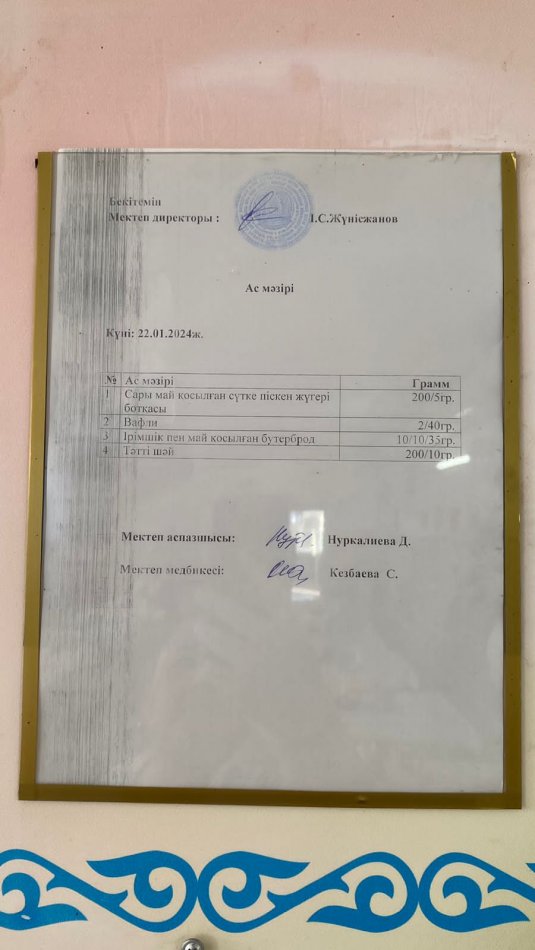 Бекітемін
Мектеп директоры : І.С.Жүнісжанов
Ас мәзірі
Күні: 22.01.2024ж.
№ Ас мәзірі Грамм
1 Сары май қосылған сүтке піскен жүгері 200/5гр.
ботқасы
2 Вафли 2/40гр.
3 Ірімшік пен май қосылған бутерброд 10/10/35гр.
4 Тәтті шәй 200/10гр.
Мектеп аспазшысы: Нуркалиева Д.
Мектеп медбикесі: Кезбаева С.